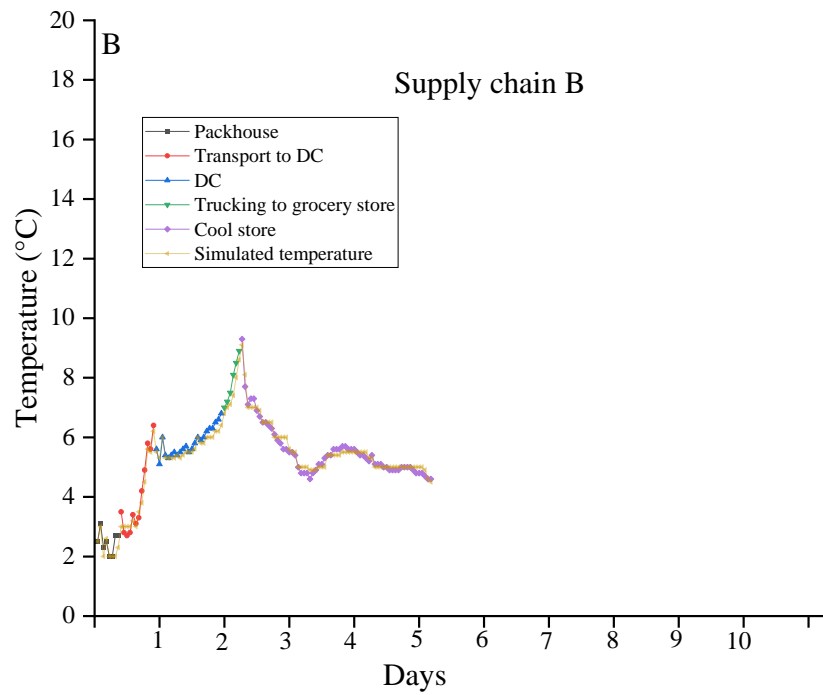 B
Supply chain B
Packhouse
Transport to DC
DC
Trucking to grocery store
Cool store
Simulated temperature
Temperature (°C)
20
18
16
14
12
10
8
6
4
2
0
1 2 3 4 5 6 7 8 9 10
Days